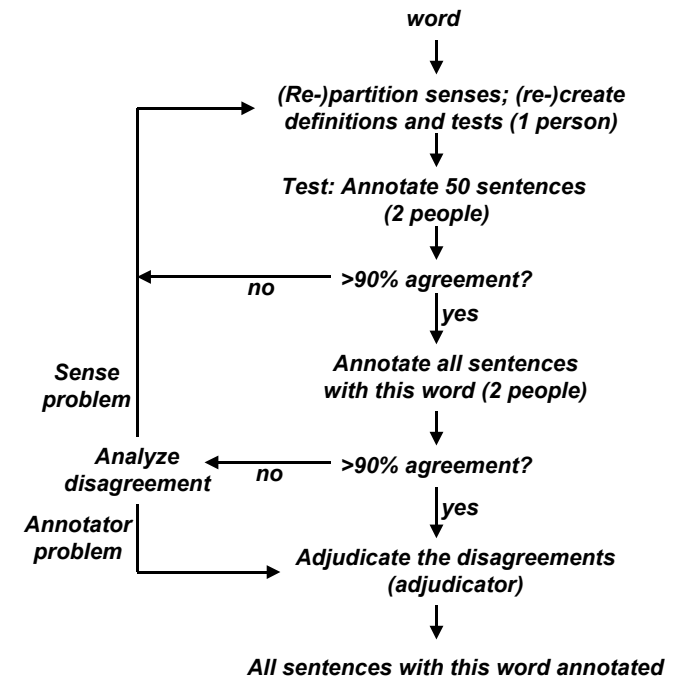 word
(Re-)partition senses; (re-)create
definitions and tests (1 person)
Test: Annotate 50 sentences
(2 people)
>90% agreement?
no
yes
Annotate all sentences
with this word (2 people)
Sense
problem
>90% agreement?
no
Analyze
disagreement
yes
Annotator
problem
Adjudicate the disagreements
(adjudicator)
All sentences with this word annotated